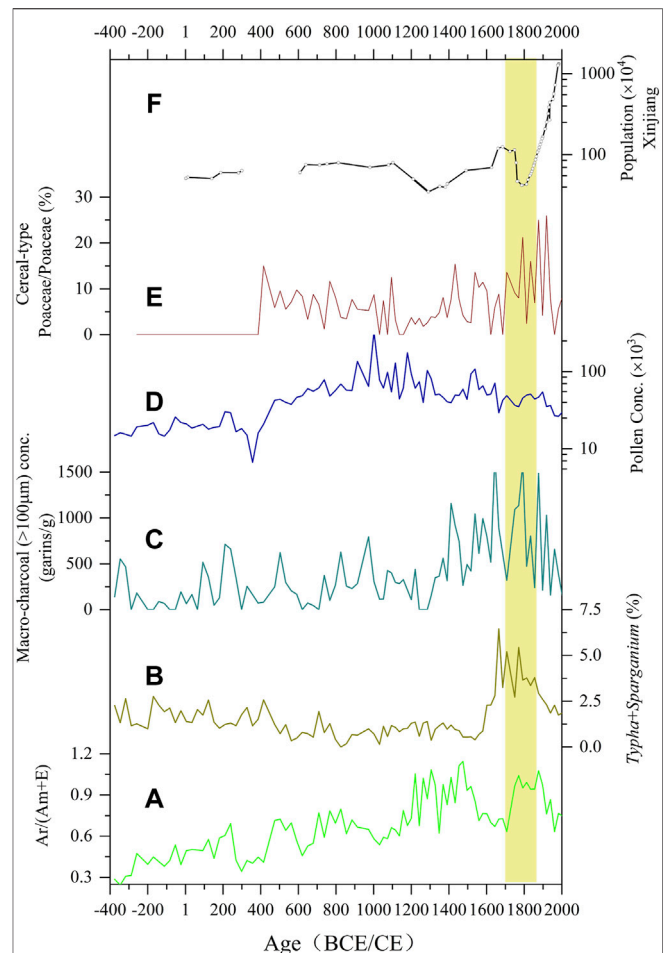 -400 -200 1 200 400 600 800 1000 1200 1400 1600 1800 2000
F
1000
100
Population (×10⁴)
Xinjiang
30
20
10
0
Cereal-type
Poaceae/Poaceae (%)
E
D
100
10
Pollen Conc. (×10³)
1500
1000
500
0
Macro-charcoal (>100μm) conc.
(garins/g)
C
7.5
5.0
2.5
0.0
Typha+Sparganium (%)
B
1.2
0.9
0.6
0.3
Ar/(Am+E)
A
-400 -200 1 200 400 600 800 1000 1200 1400 1600 1800 2000
Age（BCE/CE）